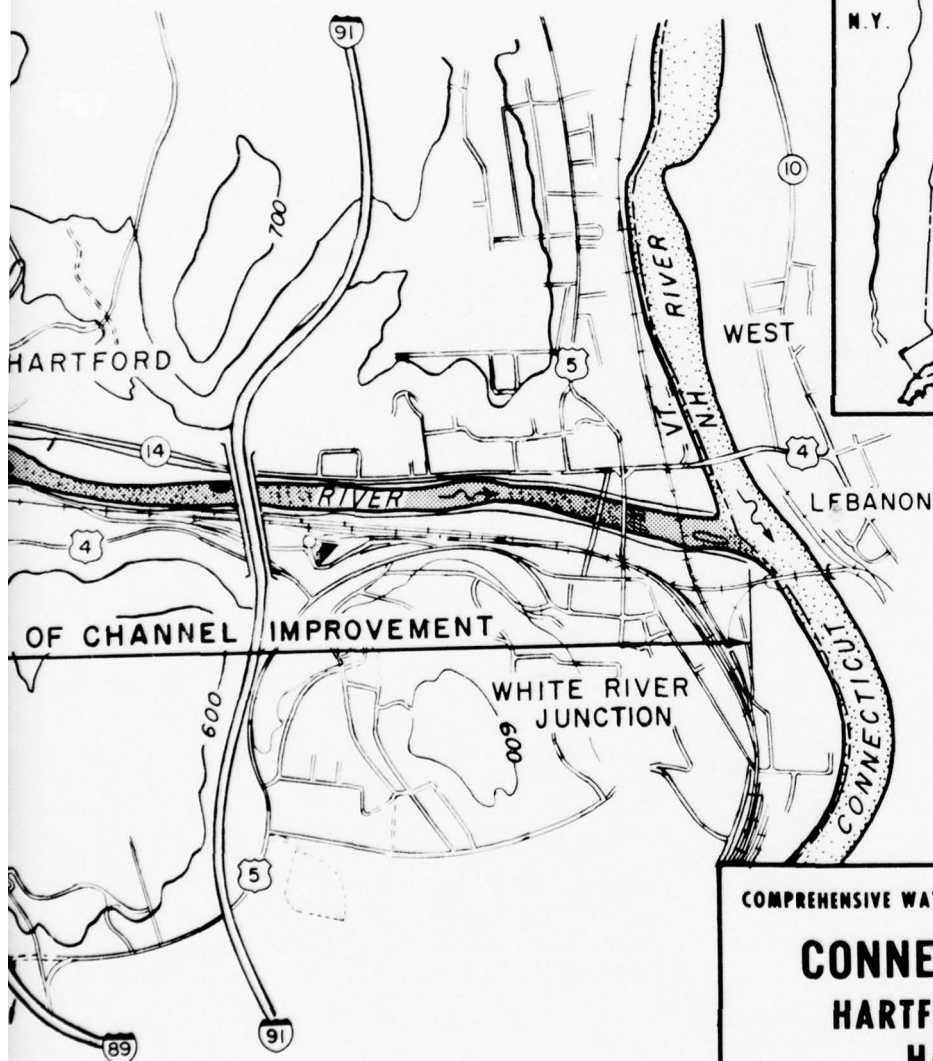 91
N.Y.
10
700
RIVER
WEST
HARTFORD
5
VT.
N.H.
14
4
RIVER
LEBANON
4
OF CHANNEL IMPROVEMENT
WHITE RIVER
JUNCTION
600
600
CONNECTICUT
5
COMPREHENSIVE WA
CONNE
HARTF
H
89
91